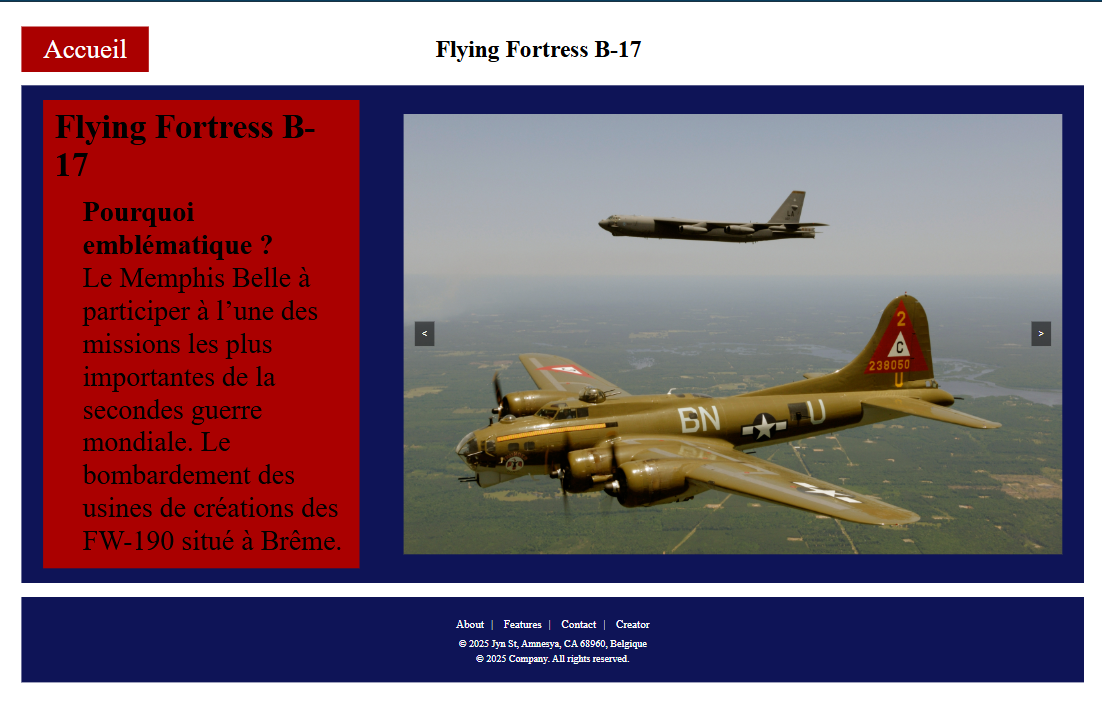 Accueil
Flying Fortress B-17
Flying Fortress B-
17
Pourquoi
emblématique ?
Le Memphis Belle à
participer à l’une des
missions les plus
importantes de la
secondes guerre
mondiale. Le
bombardement des
usines de créations des
FW-190 situé à Brême.
<
>
2
C
238050
U
BN
U
About | Features | Contact | Creator
© 2025 Jyn St, Amnesya, CA 68960, Belgique
© 2025 Company. All rights reserved.